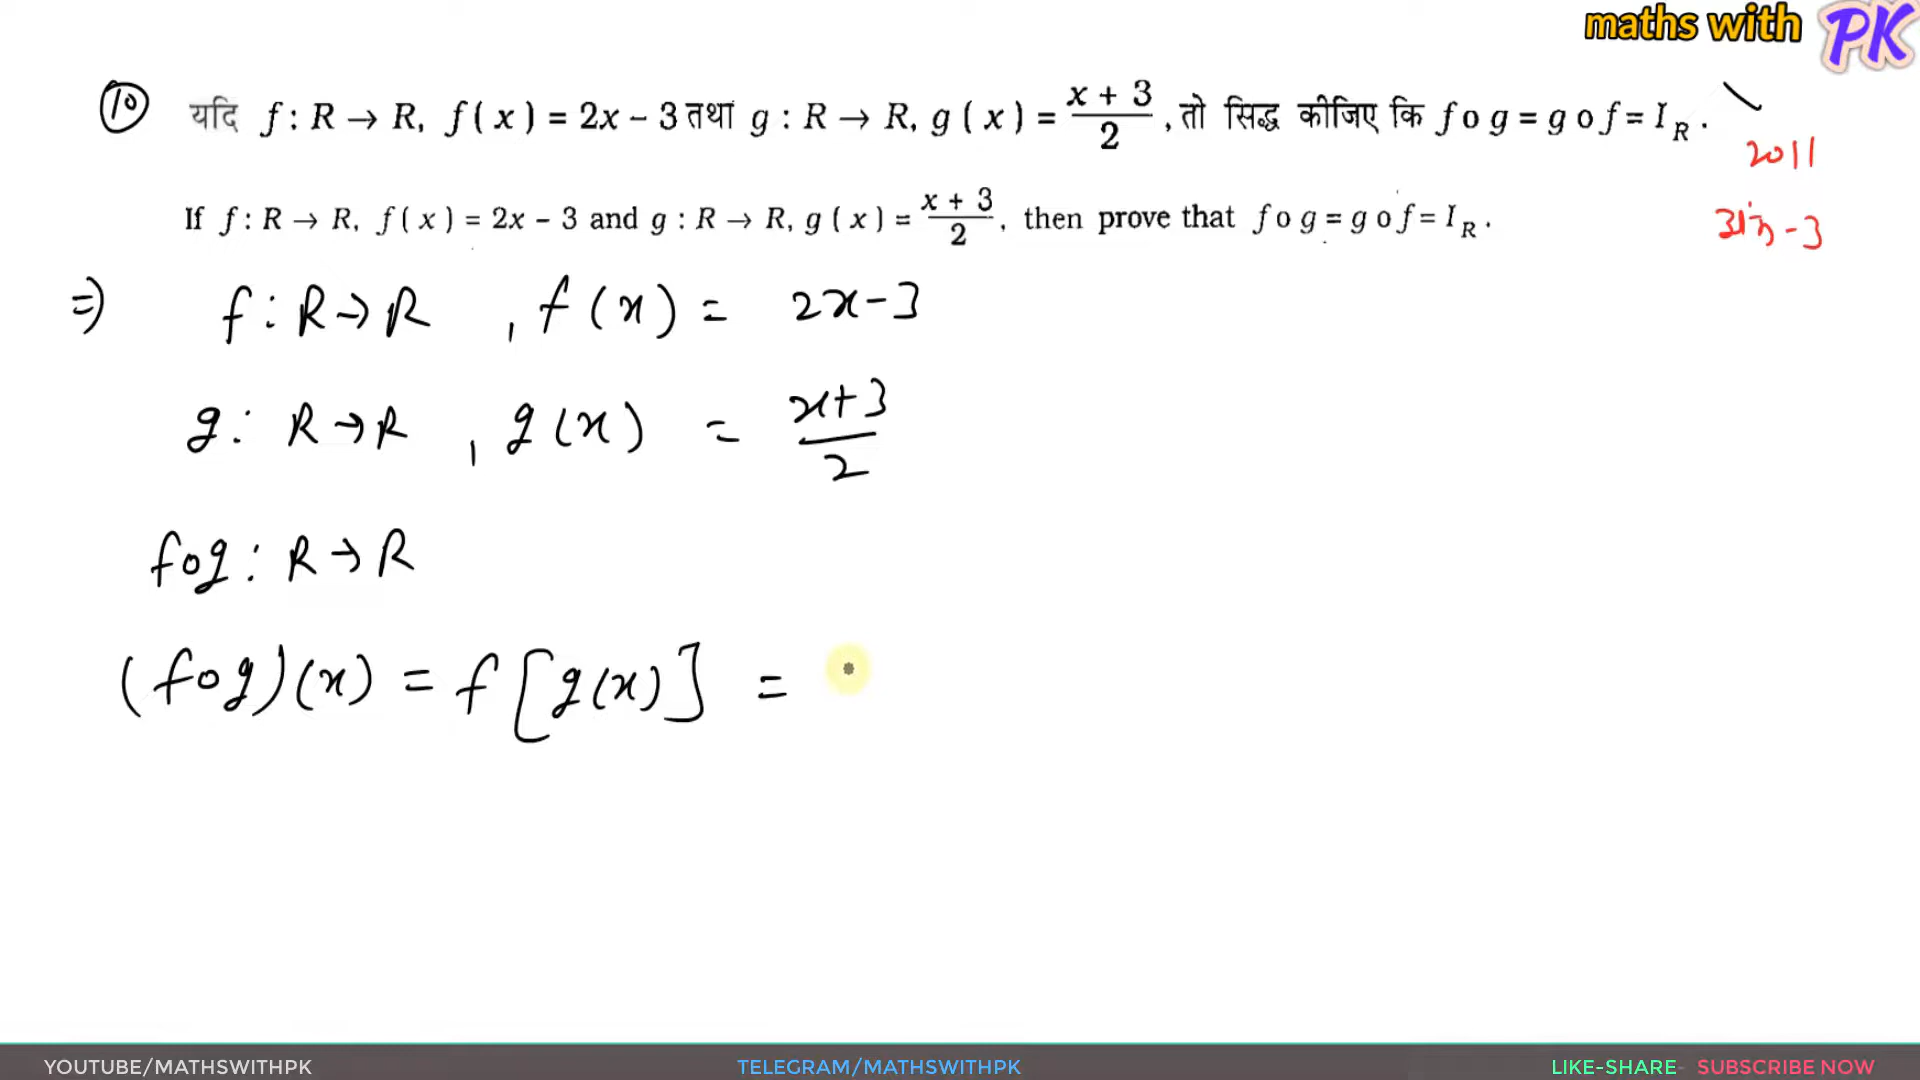 maths with PK
10 यदि f : R → R, f ( x ) = 2x – 3 तथा g : R → R, g ( x ) = (x + 3)/2 , तो सिद्ध कीजिए कि f o g = g o f = I_R .
2011
If f : R → R, f ( x ) = 2x – 3 and g : R → R, g ( x ) = (x + 3)/2 , then prove that f o g = g o f = I_R .
अंक - 3
⇒) f : R → R , f (x) = 2x - 3
g : R → R , g (x) = (x+3)/2
fog : R → R
(fog)(x) = f [g(x)] =
YOUTUBE/MATHSWITHPK TELEGRAM/MATHSWITHPK LIKE-SHARE- SUBSCRIBE NOW